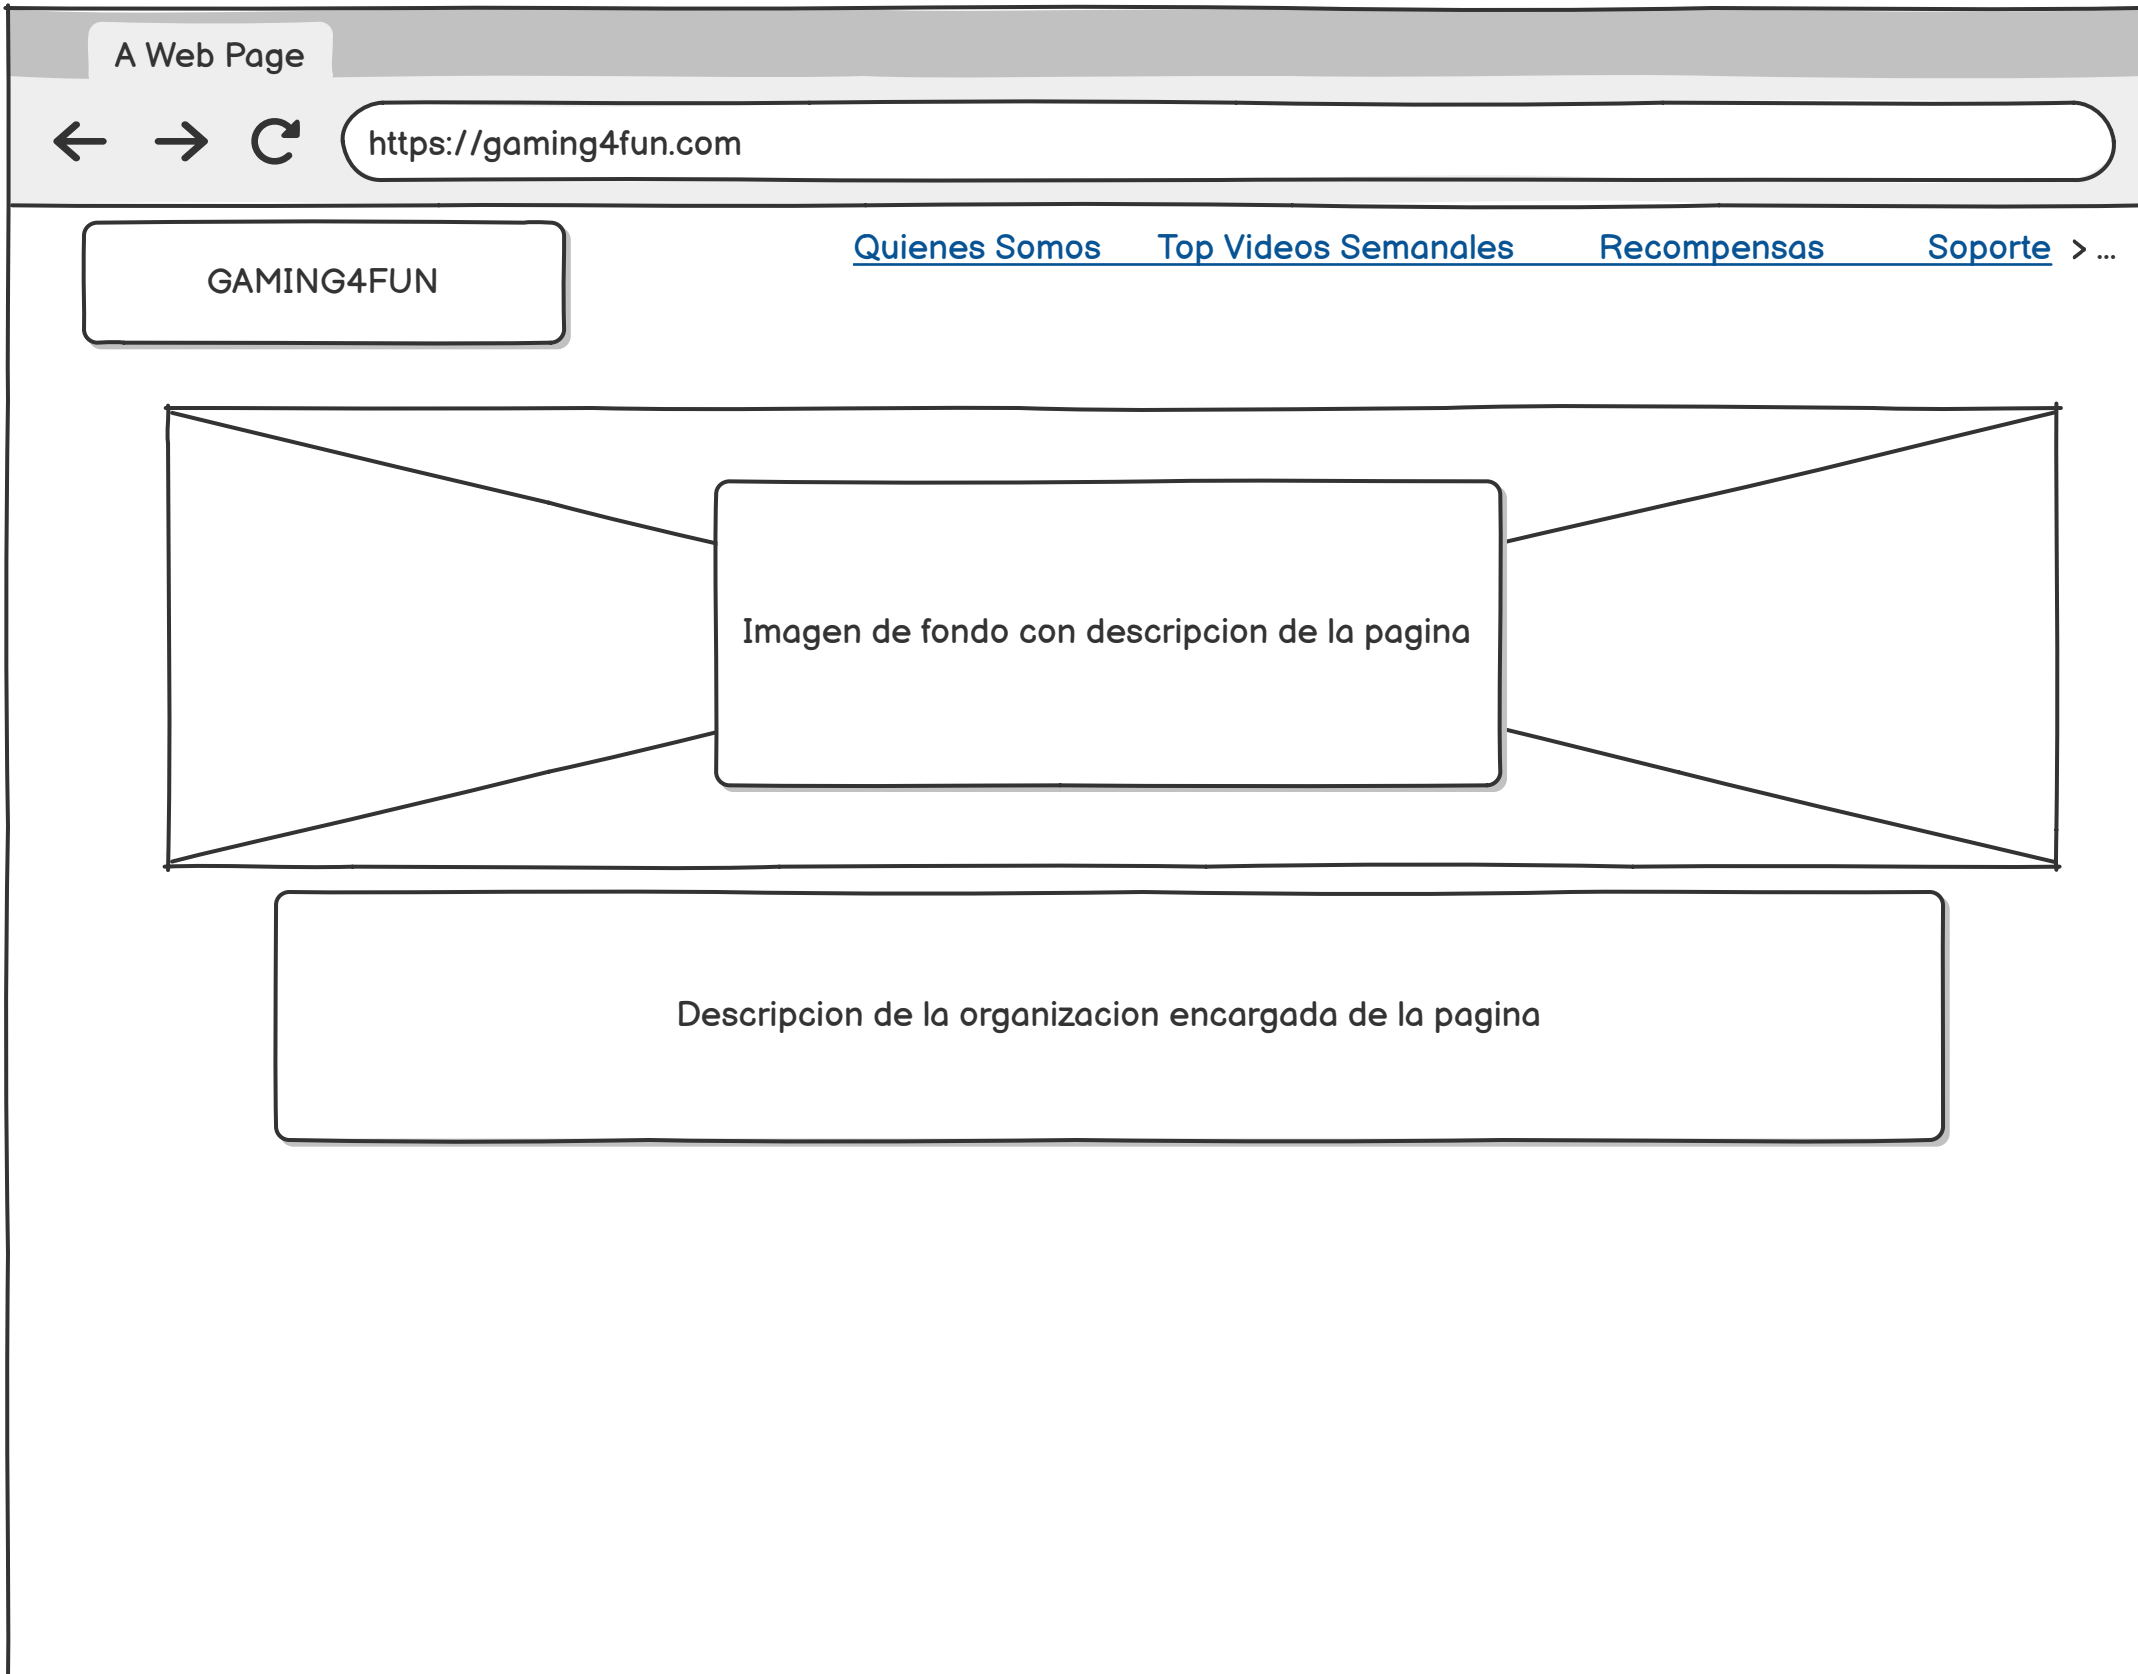 A Web Page
https://gaming4fun.com
Quienes Somos Top Videos Semanales Recompensas Soporte > ...
GAMING4FUN
Imagen de fondo con descripcion de la pagina
Descripcion de la organizacion encargada de la pagina